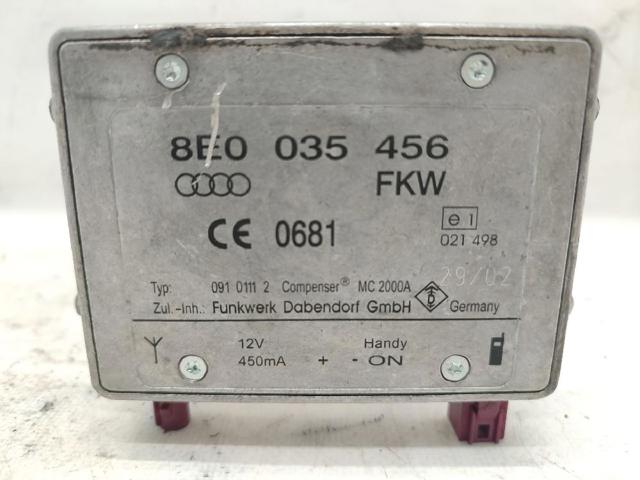 8E0 035 456
FKW
CE 0681
e1
021 498
29/02
Typ: 091 0111 2 Compenser® MC 2000A
Zul.-Inh.: Funkwerk Dabendorf GmbH Germany
12V Handy
450mA + - ON